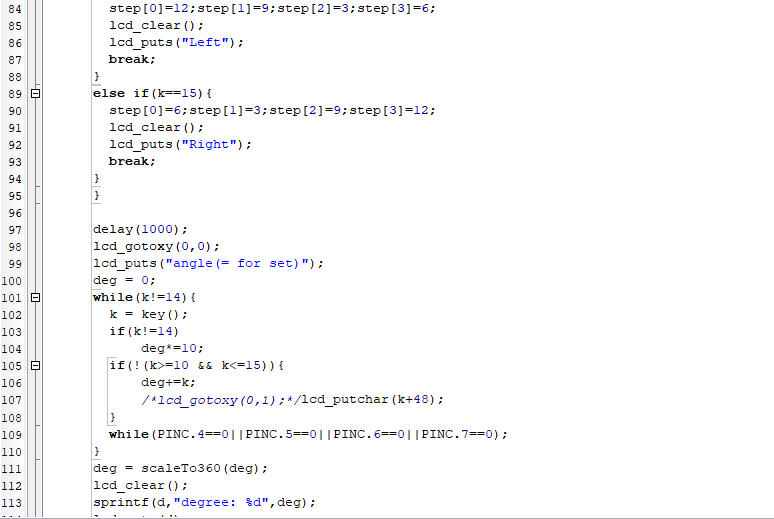 84 step[0]=12;step[1]=9;step[2]=3;step[3]=6;
85 lcd_clear();
86 lcd_puts("Left");
87 break;
88 }
89 else if(k==15){
90 step[0]=6;step[1]=3;step[2]=9;step[3]=12;
91 lcd_clear();
92 lcd_puts("Right");
93 break;
94 }
95 }
96
97 delay(1000);
98 lcd_gotoxy(0,0);
99 lcd_puts("angle(= for set)");
100 deg = 0;
101 while(k!=14){
102 k = key();
103 if(k!=14)
104 deg*=10;
105 if(!(k>=10 && k<=15)){
106 deg+=k;
107 /*lcd_gotoxy(0,1);*/lcd_putchar(k+48);
108 }
109 while(PINC.4==0||PINC.5==0||PINC.6==0||PINC.7==0);
110 }
111 deg = scaleTo360(deg);
112 lcd_clear();
113 sprintf(d,"degree: %d",deg);